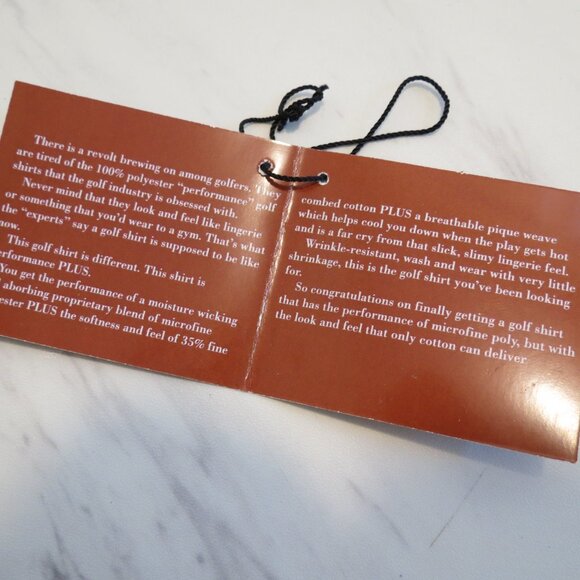 There is a revolt brewing on among golfers. They
are tired of the 100% polyester “performance” golf
shirts that the golf industry is obsessed with.
Never mind that they look and feel like lingerie
or something that you'd wear to a gym. That's what
the “experts” say a golf shirt is supposed to be like
now.
This golf shirt is different. This shirt is
erformance PLUS.
You get the performance of a moisture wicking
aborbing proprietary blend of microfine
ester PLUS the softness and feel of 35% fine
combed cotton PLUS a breathable pique weave
which helps cool you down when the play gets hot
and is a far cry from that slick, slimy lingerie feel.
Wrinkle-resistant, wash and wear with very little
shrinkage, this is the golf shirt you've been looking
for.
So congratulations on finally getting a golf shirt
that has the performance of microfine poly, but with
the look and feel that only cotton can deliver